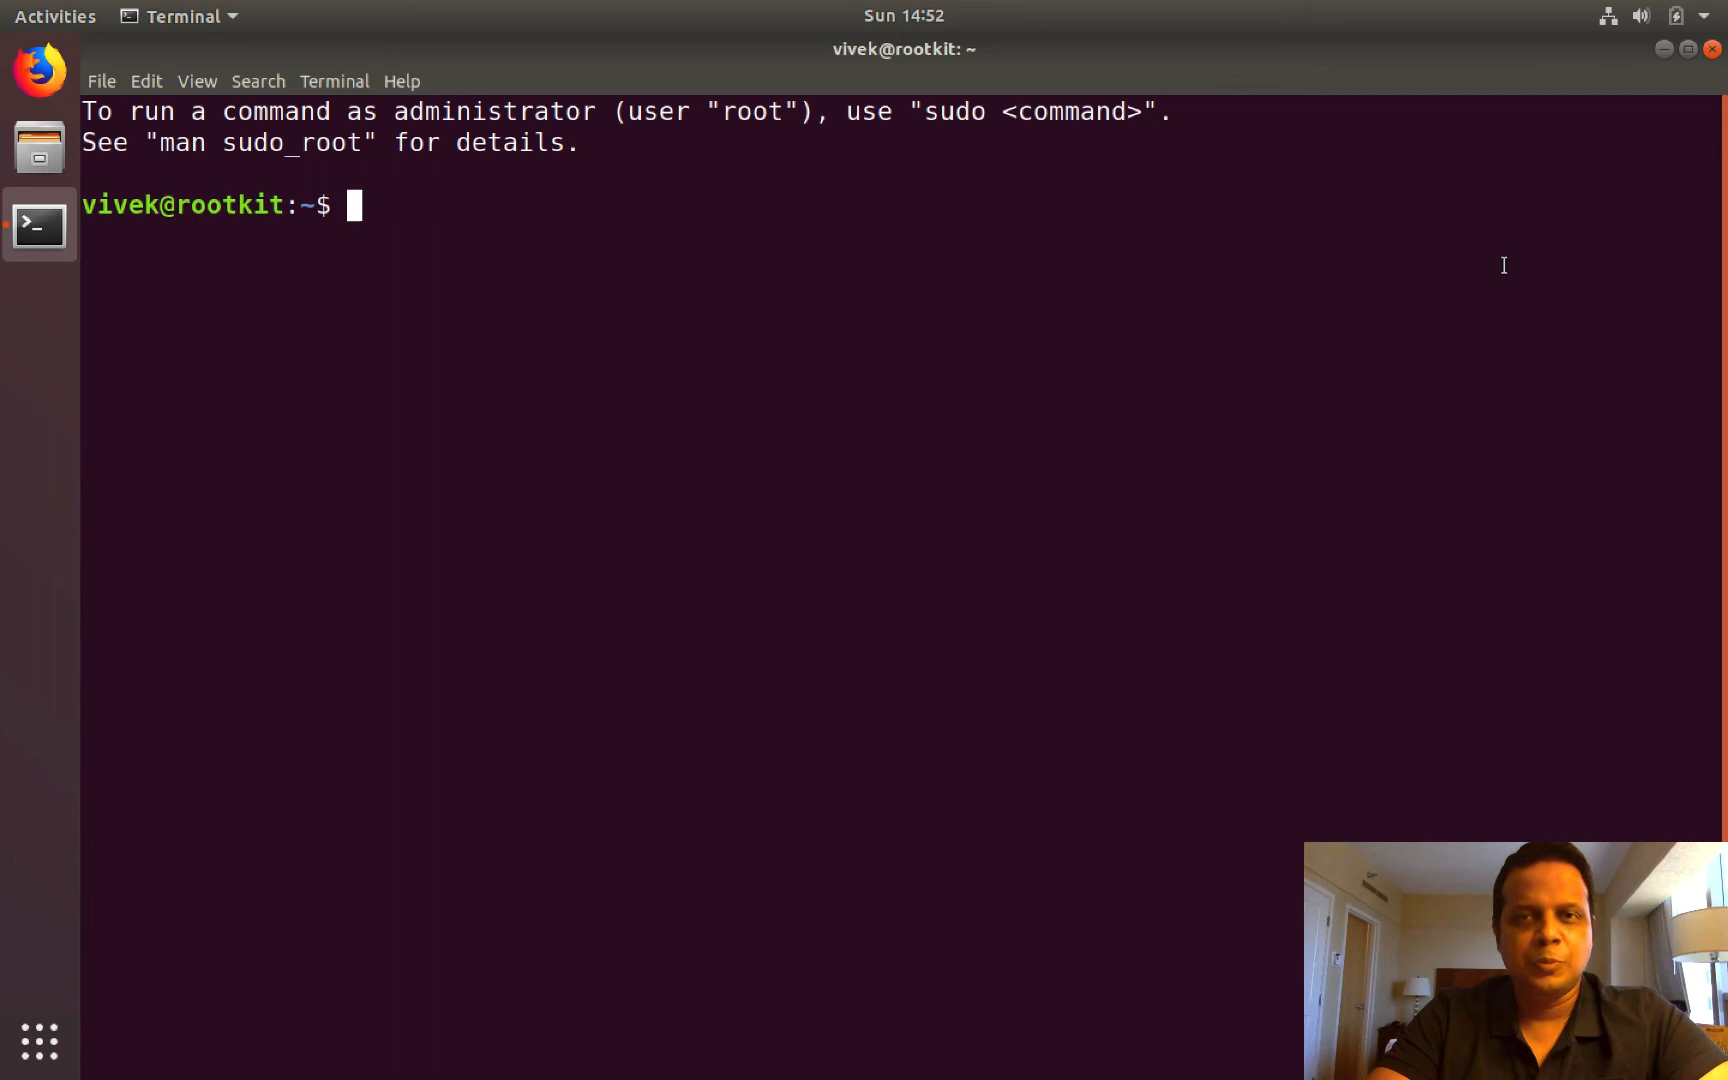 Activities
Terminal
Sun 14:52
vivek@rootkit: ~
File Edit View Search Terminal Help
To run a command as administrator (user "root"), use "sudo <command>".
See "man sudo_root" for details.
vivek@rootkit:~$